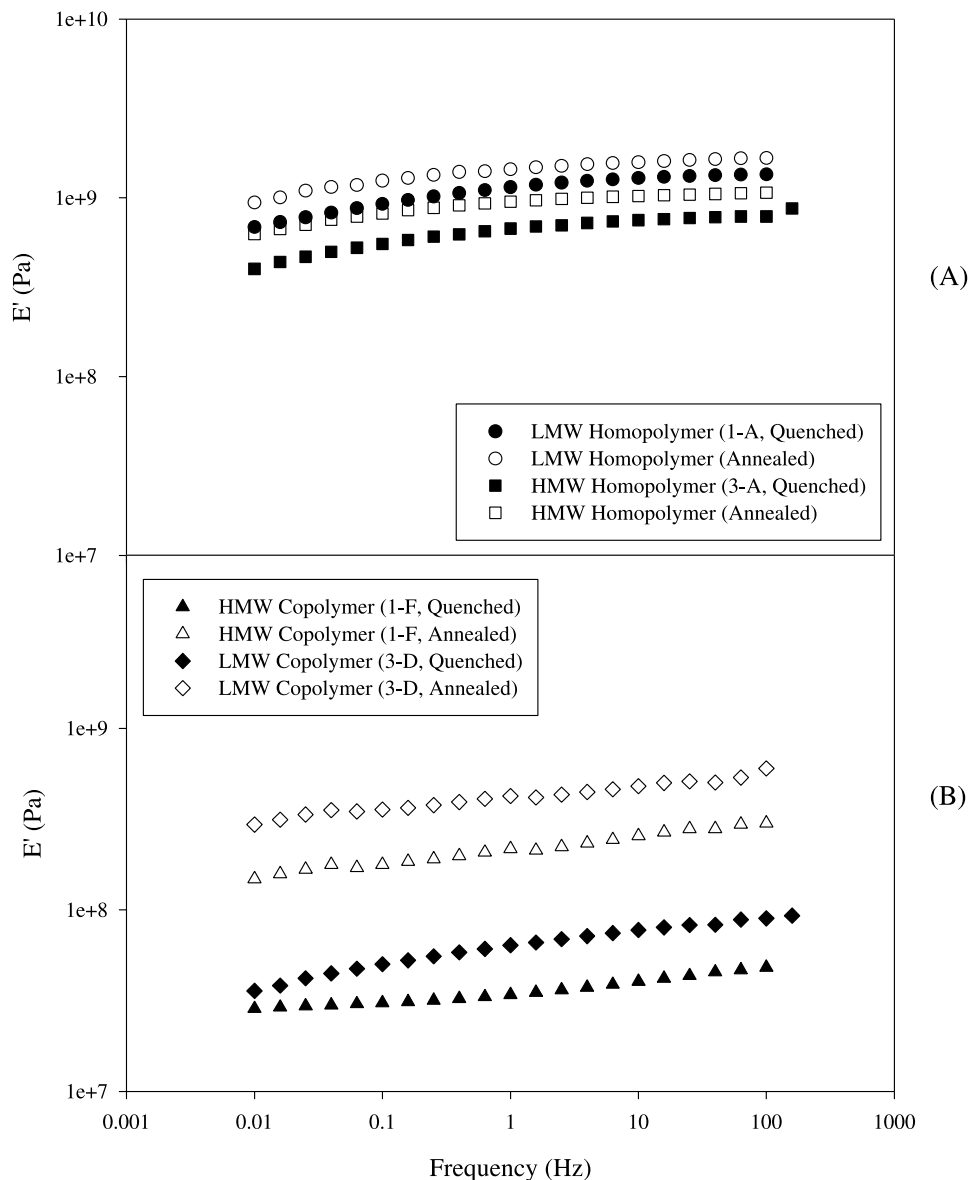 1e+10
1e+9
E' (Pa)
(A)
1e+8
LMW Homopolymer (1-A, Quenched)
LMW Homopolymer (Annealed)
HMW Homopolymer (3-A, Quenched)
HMW Homopolymer (Annealed)
1e+7
HMW Copolymer (1-F, Quenched)
HMW Copolymer (1-F, Annealed)
LMW Copolymer (3-D, Quenched)
LMW Copolymer (3-D, Annealed)
1e+9
E' (Pa)
(B)
1e+8
1e+7
0.001 0.01 0.1 1 10 100 1000
Frequency (Hz)